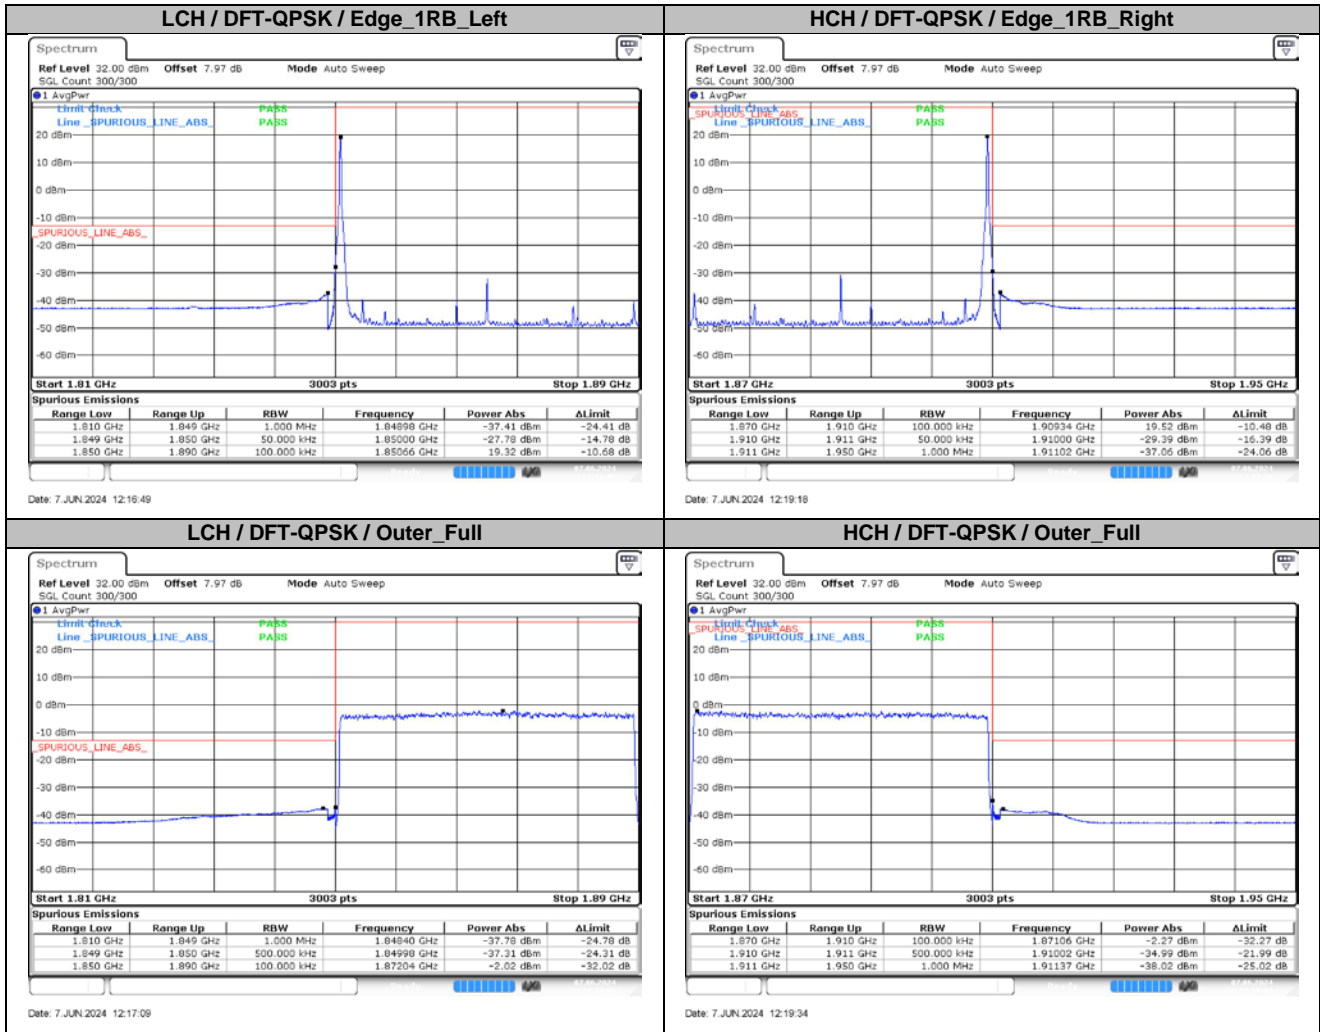 LCH / DFT-QPSK / Edge_1RB_Left
Spectrum
Ref Level 32.00 dBm Offset 7.97 dB Mode Auto Sweep
SGL Count 300/300
1 AvgPwr
Limit Check PASS
Line _SPURIOUS_LINE_ABS_ PASS
20 dBm
10 dBm
0 dBm
-10 dBm
_SPURIOUS_LINE_ABS_
-20 dBm
-30 dBm
-40 dBm
-50 dBm
-60 dBm
Start 1.81 GHz 3003 pts Stop 1.89 GHz
Spurious Emissions
Range Low Range Up RBW Frequency Power Abs ΔLimit
1.810 GHz 1.849 GHz 1.000 MHz 1.84898 GHz -37.41 dBm -24.41 dB
1.849 GHz 1.850 GHz 50.000 kHz 1.85000 GHz -27.78 dBm -14.78 dB
1.850 GHz 1.890 GHz 100.000 kHz 1.85066 GHz 19.32 dBm -10.68 dB
Date: 7.JUN.2024 12:16:49
HCH / DFT-QPSK / Edge_1RB_Right
Spectrum
Ref Level 32.00 dBm Offset 7.97 dB Mode Auto Sweep
SGL Count 300/300
1 AvgPwr
Limit Check PASS
_SPURIOUS_LINE_ABS_
Line _SPURIOUS_LINE_ABS_ PASS
20 dBm
10 dBm
0 dBm
-10 dBm
-20 dBm
-30 dBm
-40 dBm
-50 dBm
-60 dBm
Start 1.87 GHz 3003 pts Stop 1.95 GHz
Spurious Emissions
Range Low Range Up RBW Frequency Power Abs ΔLimit
1.870 GHz 1.910 GHz 100.000 kHz 1.90934 GHz 19.52 dBm -10.48 dB
1.910 GHz 1.911 GHz 50.000 kHz 1.91000 GHz -29.39 dBm -16.39 dB
1.911 GHz 1.950 GHz 1.000 MHz 1.91102 GHz -37.06 dBm -24.06 dB
Date: 7.JUN.2024 12:19:18
LCH / DFT-QPSK / Outer_Full
Spectrum
Ref Level 32.00 dBm Offset 7.97 dB Mode Auto Sweep
SGL Count 300/300
1 AvgPwr
Limit Check PASS
Line _SPURIOUS_LINE_ABS_ PASS
20 dBm
10 dBm
0 dBm
-10 dBm
_SPURIOUS_LINE_ABS_
-20 dBm
-30 dBm
-40 dBm
-50 dBm
-60 dBm
Start 1.81 GHz 3003 pts Stop 1.89 GHz
Spurious Emissions
Range Low Range Up RBW Frequency Power Abs ΔLimit
1.810 GHz 1.849 GHz 1.000 MHz 1.84840 GHz -37.78 dBm -24.78 dB
1.849 GHz 1.850 GHz 500.000 kHz 1.84998 GHz -37.31 dBm -24.31 dB
1.850 GHz 1.890 GHz 100.000 kHz 1.87204 GHz -2.02 dBm -32.02 dB
Date: 7.JUN.2024 12:17:09
HCH / DFT-QPSK / Outer_Full
Spectrum
Ref Level 32.00 dBm Offset 7.97 dB Mode Auto Sweep
SGL Count 300/300
1 AvgPwr
Limit Check PASS
_SPURIOUS_LINE_ABS_
Line _SPURIOUS_LINE_ABS_ PASS
20 dBm
10 dBm
0 dBm
-10 dBm
-20 dBm
-30 dBm
-40 dBm
-50 dBm
-60 dBm
Start 1.87 GHz 3003 pts Stop 1.95 GHz
Spurious Emissions
Range Low Range Up RBW Frequency Power Abs ΔLimit
1.870 GHz 1.910 GHz 100.000 kHz 1.87106 GHz -2.27 dBm -32.27 dB
1.910 GHz 1.911 GHz 500.000 kHz 1.91002 GHz -34.99 dBm -21.99 dB
1.911 GHz 1.950 GHz 1.000 MHz 1.91137 GHz -38.02 dBm -25.02 dB
Date: 7.JUN.2024 12:19:34